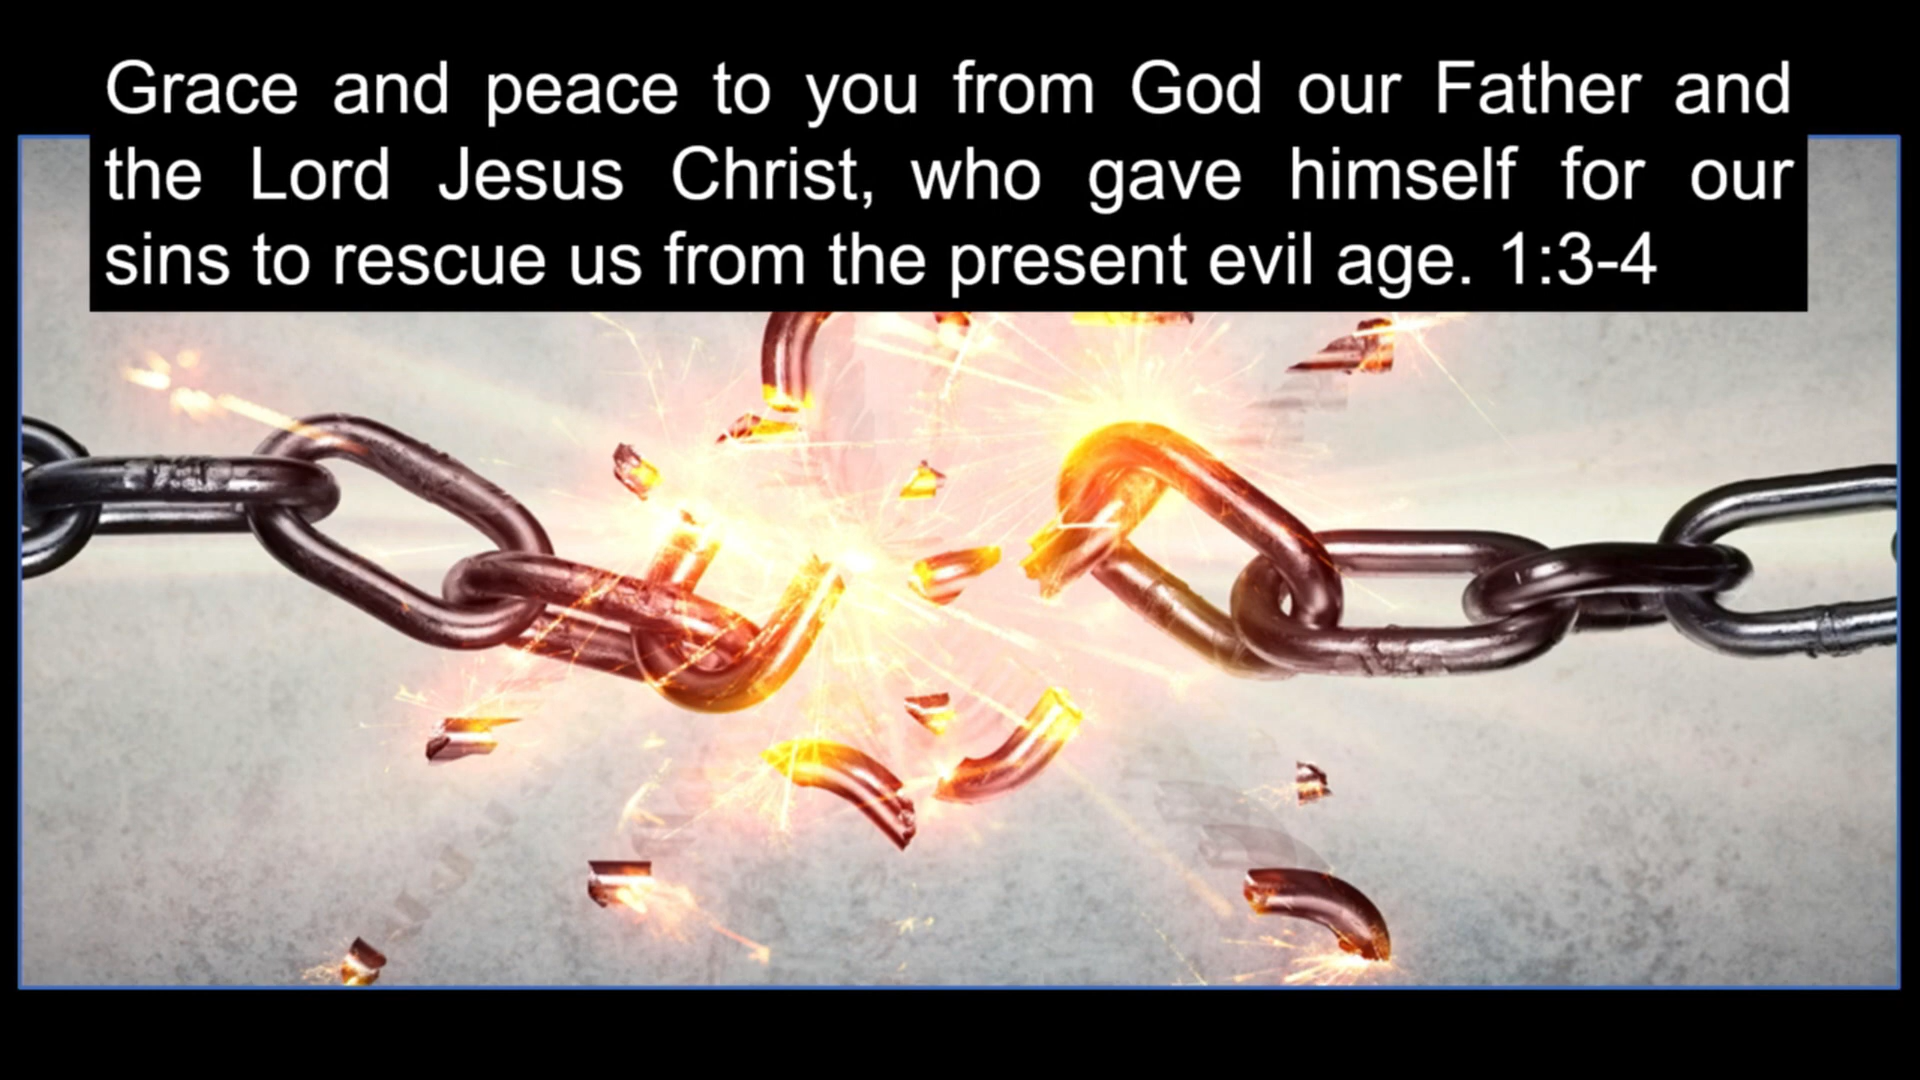 Grace and peace to you from God our Father and
the Lord Jesus Christ, who gave himself for our
sins to rescue us from the present evil age. 1:3-4